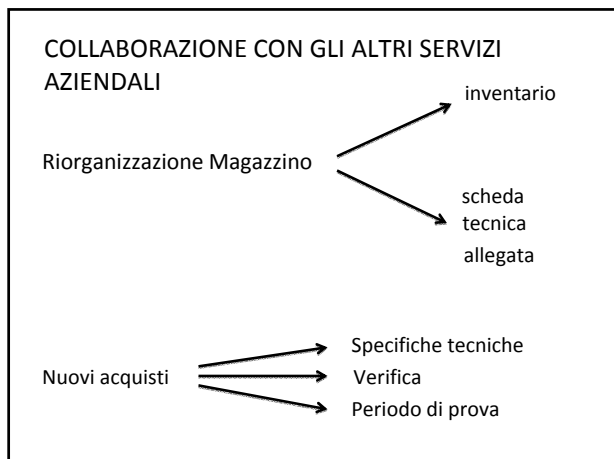 COLLABORAZIONE CON GLI ALTRI SERVIZI
AZIENDALI
inventario
Riorganizzazione Magazzino
scheda
tecnica
allegata
Specifiche tecniche
Nuovi acquisti
Verifica
Periodo di prova